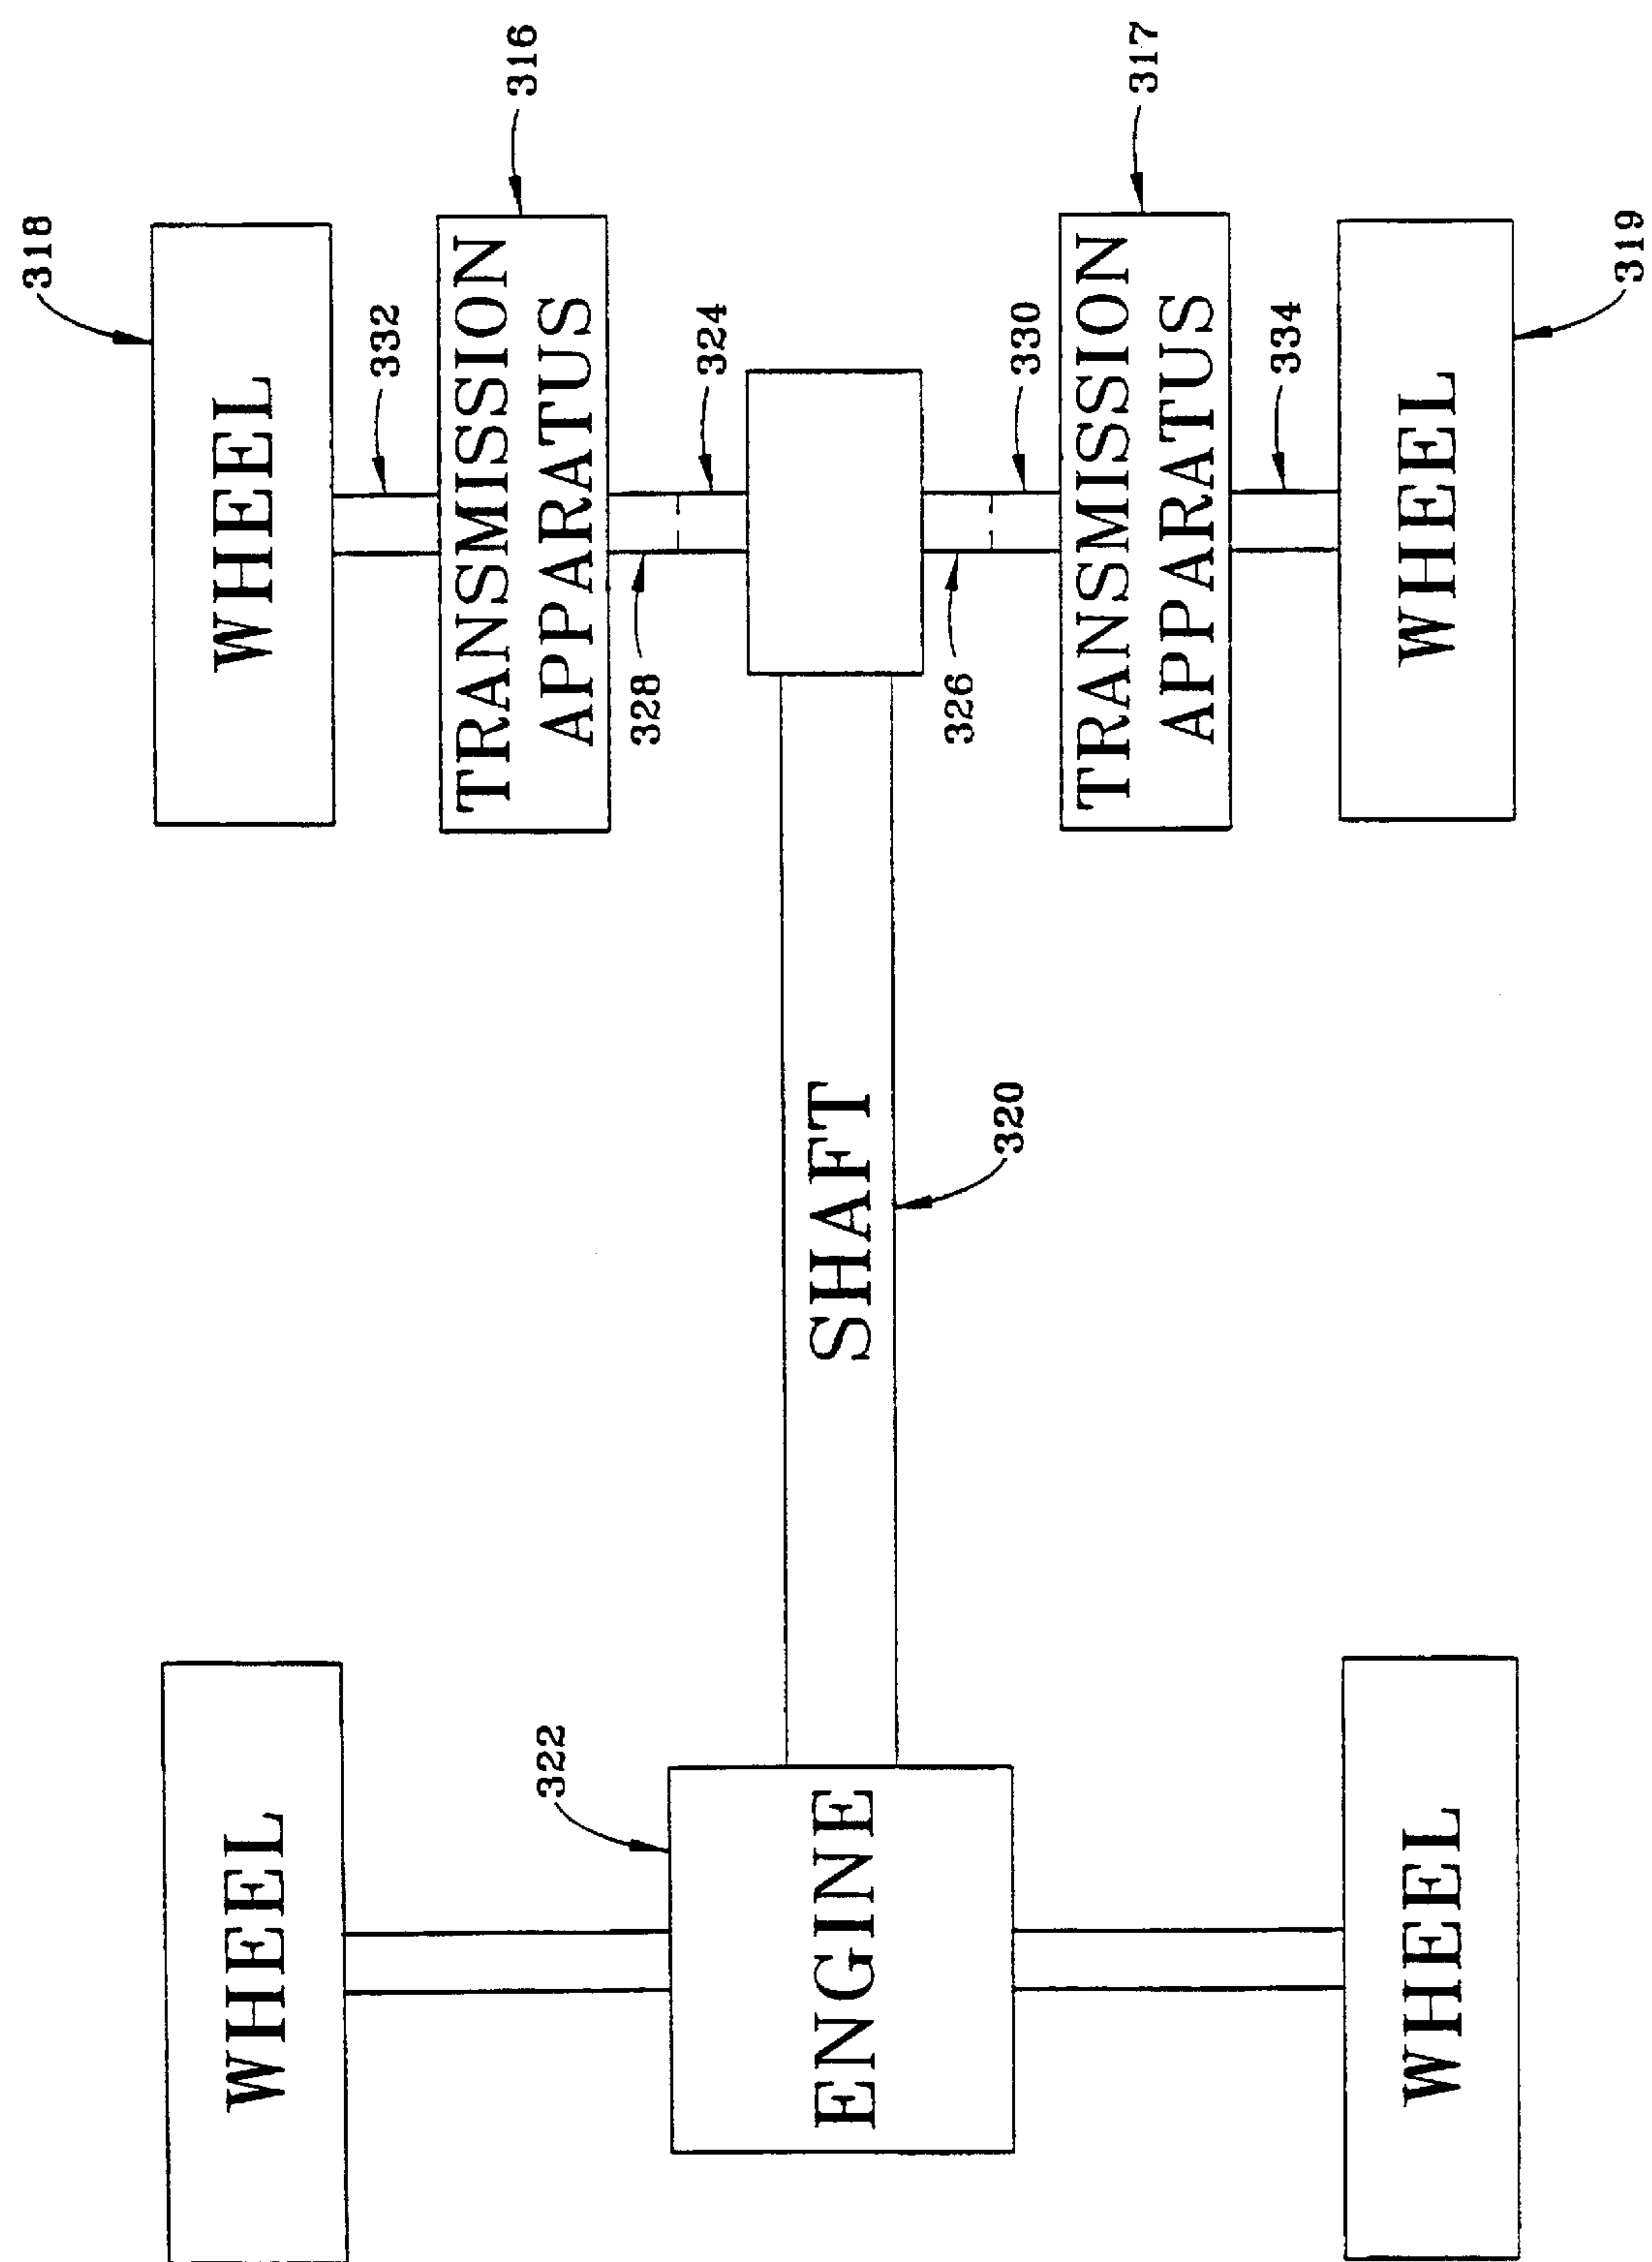 318
WHEEL
332
316
TRANSMISSION
APPARATUS
328
324
326
330
317
TRANSMISSION
APPARATUS
334
WHEEL
319
SHAFT
320
WHEEL
322
ENGINE
WHEEL